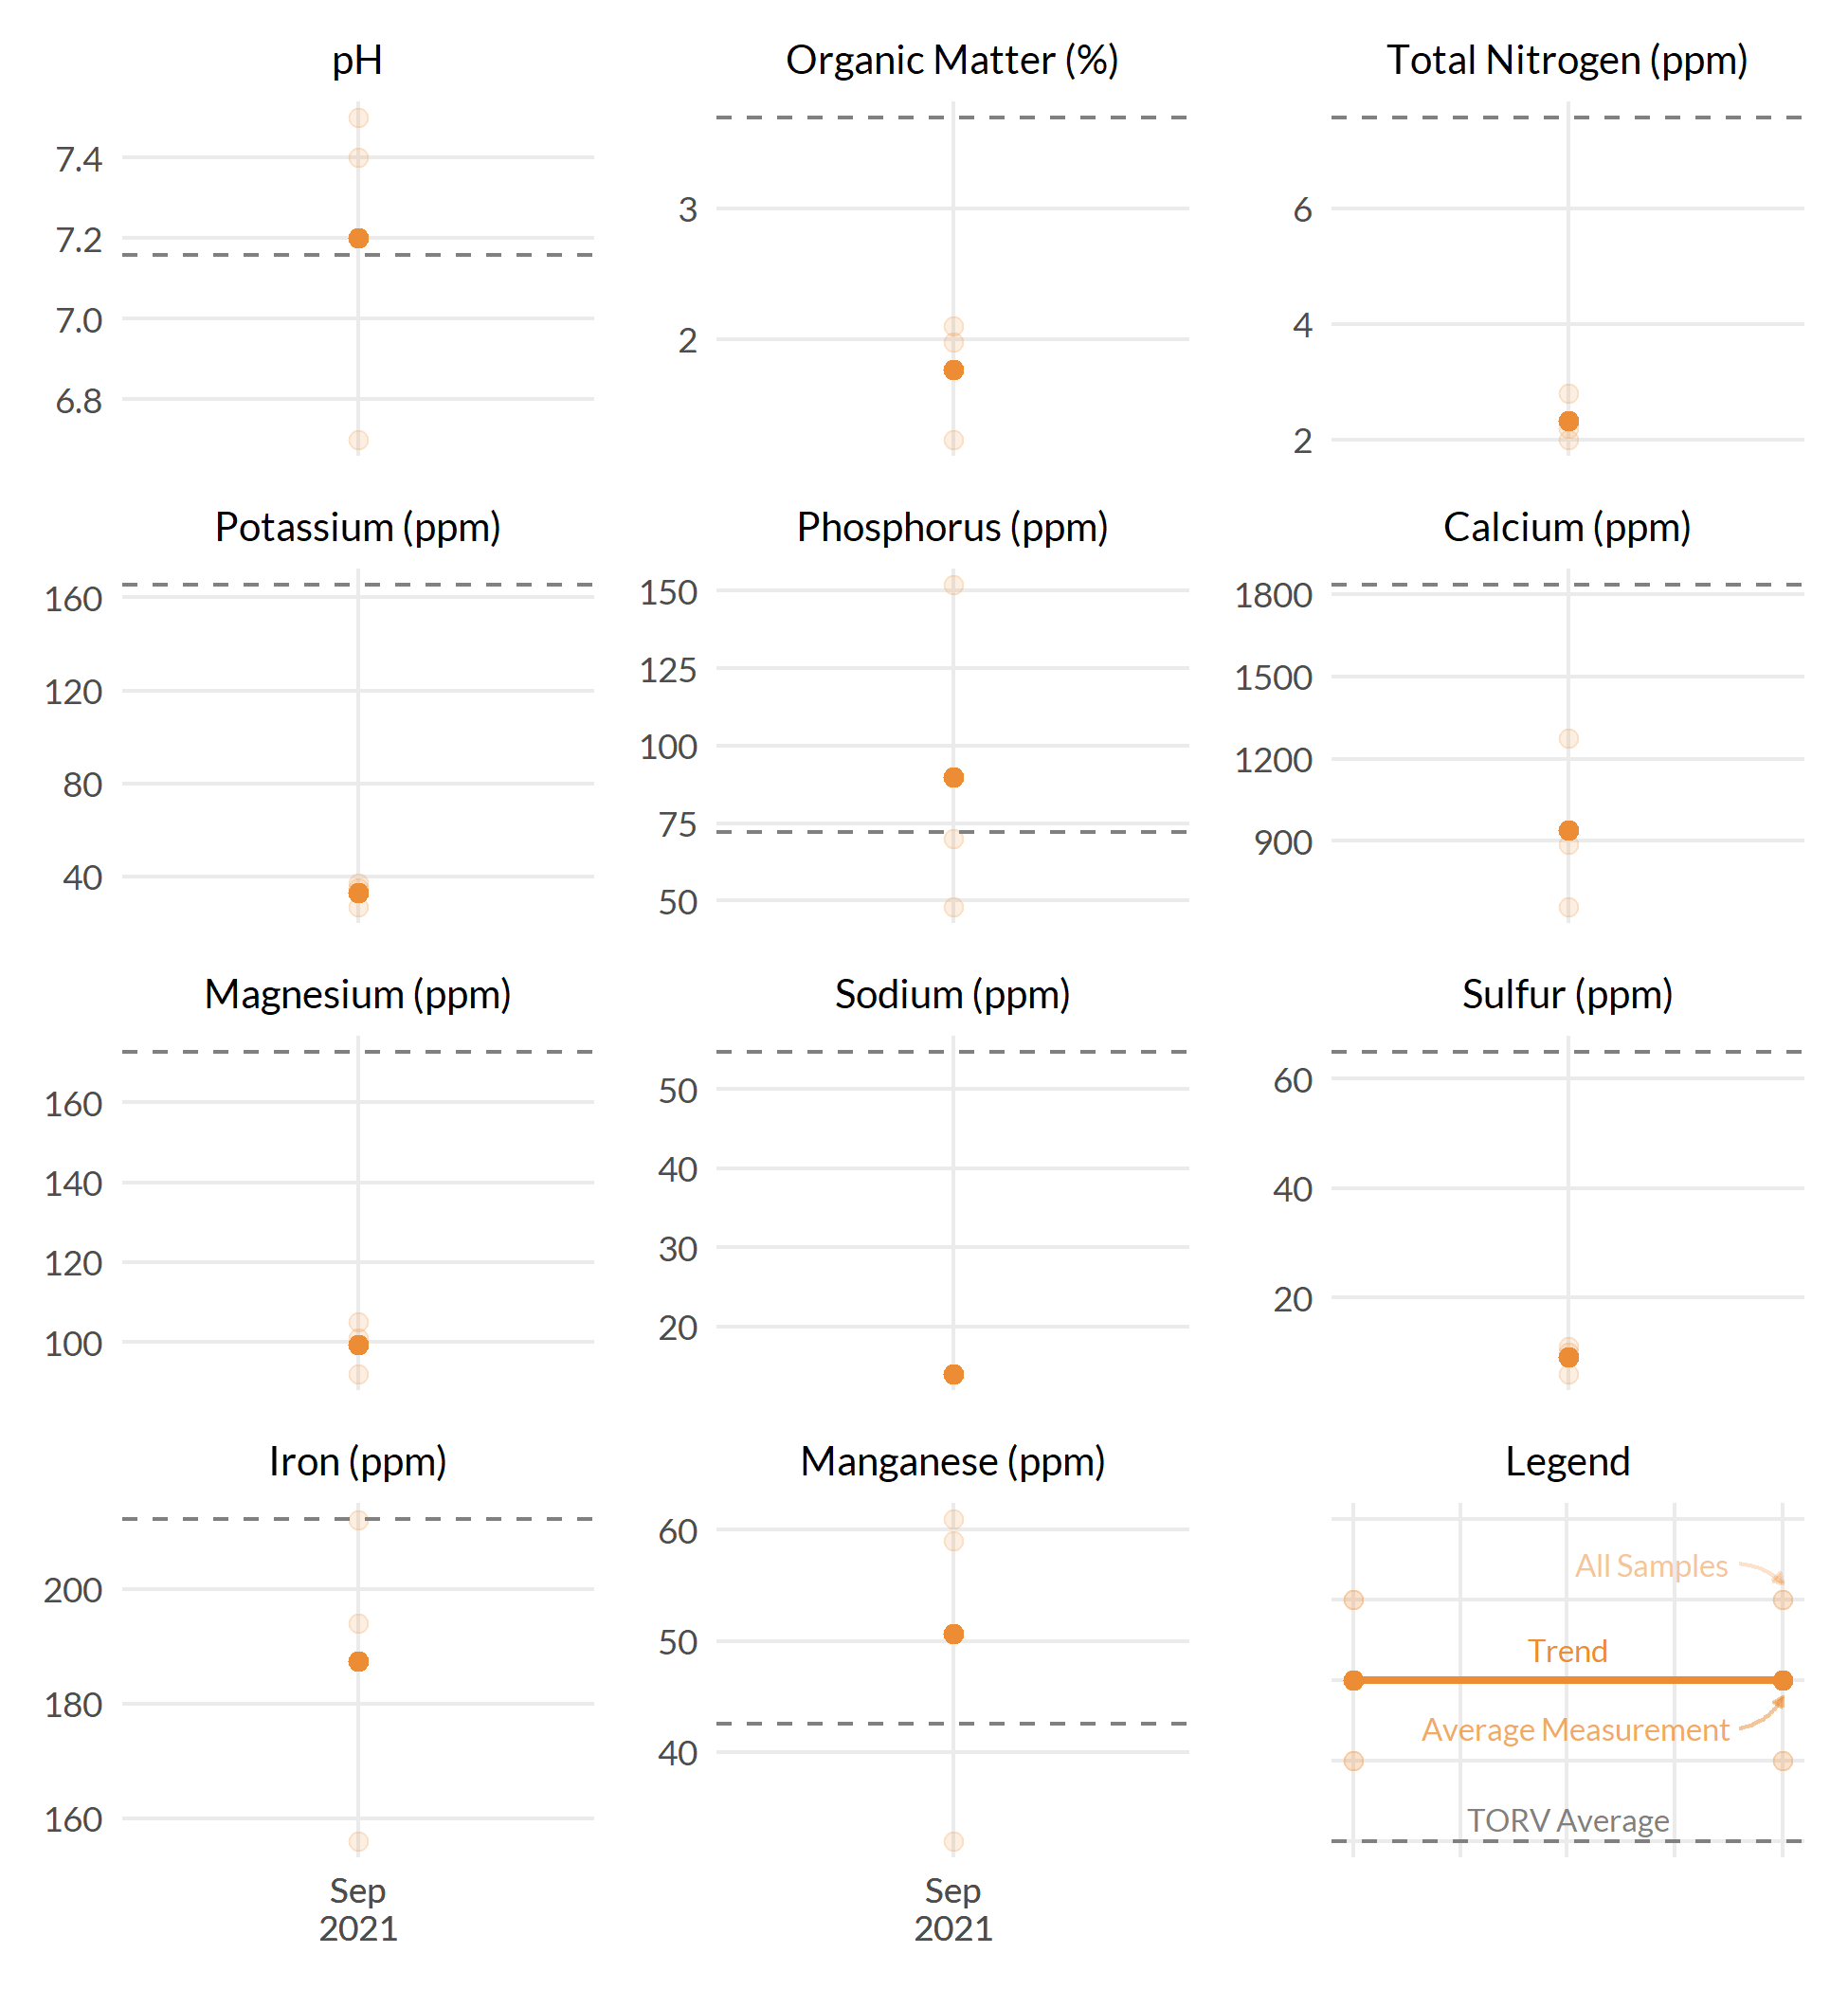 pH
Organic Matter (%)
Total Nitrogen (ppm)
7.4
7.2
7.0
6.8
3
2
6
4
2
Potassium (ppm)
Phosphorus (ppm)
Calcium (ppm)
160
120
80
40
150
125
100
75
50
1800
1500
1200
900
Magnesium (ppm)
Sodium (ppm)
Sulfur (ppm)
160
140
120
100
50
40
30
20
60
40
20
Iron (ppm)
Manganese (ppm)
Legend
200
180
160
60
50
40
All Samples
Trend
Average Measurement
TORV Average
Sep
2021
Sep
2021